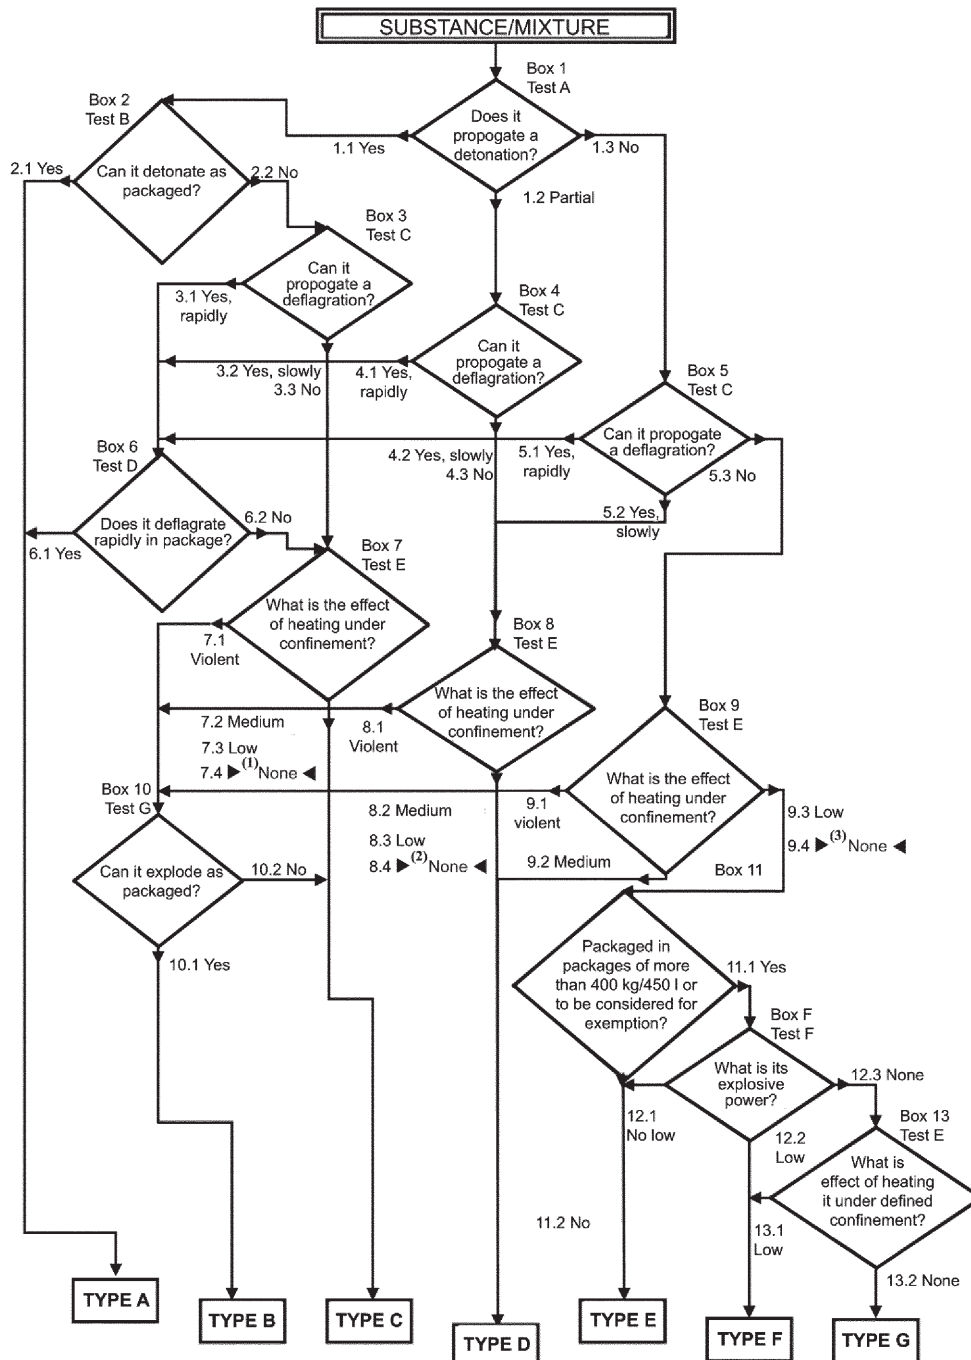 SUBSTANCE/MIXTURE
Box 1
Test A
Does it
propogate a
detonation?
1.1 Yes
1.3 No
1.2 Partial
Box 2
Test B
Can it detonate as
packaged?
2.1 Yes
2.2 No
Box 3
Test C
Can it
propogate a
deflagration?
3.1 Yes,
rapidly
3.2 Yes, slowly
3.3 No
Box 4
Test C
Can it
propogate a
deflagration?
4.1 Yes,
rapidly
4.2 Yes, slowly
4.3 No
Box 5
Test C
Can it propogate
a deflagration?
5.1 Yes,
rapidly
5.3 No
5.2 Yes,
slowly
Box 6
Test D
Does it deflagrate
rapidly in package?
6.2 No
6.1 Yes
Box 7
Test E
What is the effect
of heating under
confinement?
7.1
Violent
7.2 Medium
7.3 Low
7.4 ▶(1) None ◀
Box 8
Test E
What is the effect
of heating under
confinement?
8.1
Violent
8.2 Medium
8.3 Low
8.4 ▶(2) None ◀
Box 9
Test E
What is the effect
of heating under
confinement?
9.1
violent
9.2 Medium
9.3 Low
9.4 ▶(3) None ◀
Box 10
Test G
Can it explode as
packaged?
10.2 No
10.1 Yes
Box 11
Packaged in
packages of more
than 400 kg/450 l or
to be considered for
exemption?
11.1 Yes
11.2 No
Box F
Test F
What is its
explosive
power?
12.1
No low
12.2
Low
12.3 None
Box 13
Test E
What is
effect of heating
it under defined
confinement?
13.1
Low
13.2 None
TYPE A
TYPE B
TYPE C
TYPE D
TYPE E
TYPE F
TYPE G